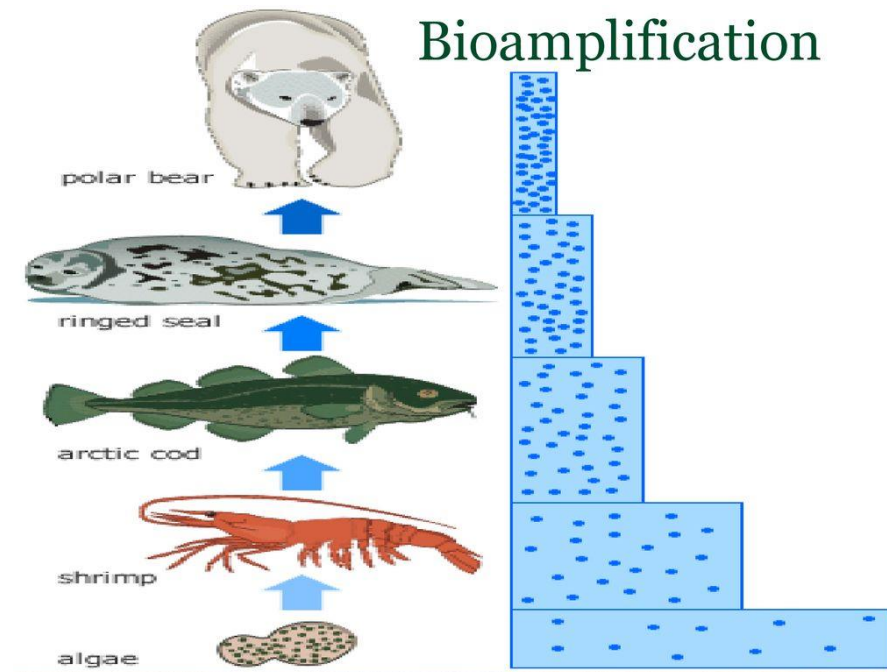 Bioamplification
polar bear
ringed seal
arctic cod
shrimp
algae